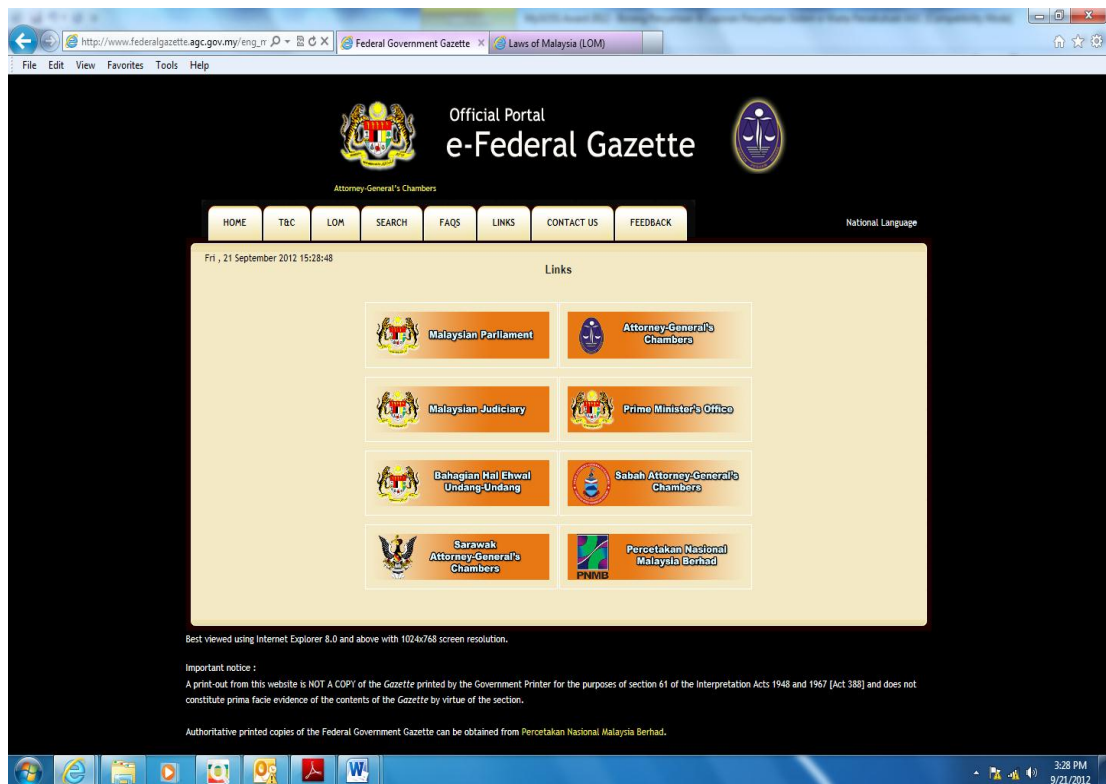 http://www.federalgazette.agc.gov.my/eng_
Federal Government Gazette
Laws of Malaysia (LOM)
File Edit View Favorites Tools Help
Official Portal
e-Federal Gazette
Attorney-General's Chambers
HOME T&C LOM SEARCH FAQS LINKS CONTACT US FEEDBACK
National Language
Fri , 21 September 2012 15:28:48
Links
Malaysian Parliament
Attorney-General's
Chambers
Malaysian Judiciary
Prime Minister's Office
Bahagian Hal Ehwal
Undang-Undang
Sabah Attorney-General's
Chambers
Sarawak
Attorney-General's
Chambers
PNMB
Percetakan Nasional
Malaysia Berhad
Best viewed using Internet Explorer 8.0 and above with 1024x768 screen resolution.
Important notice :
A print-out from this website is NOT A COPY of the Gazette printed by the Government Printer for the purposes of section 61 of the Interpretation Acts 1948 and 1967 [Act 388] and does not
constitute prima facie evidence of the contents of the Gazette by virtue of the section.
Authoritative printed copies of the Federal Government Gazette can be obtained from Percetakan Nasional Malaysia Berhad.
3:28 PM
9/21/2012